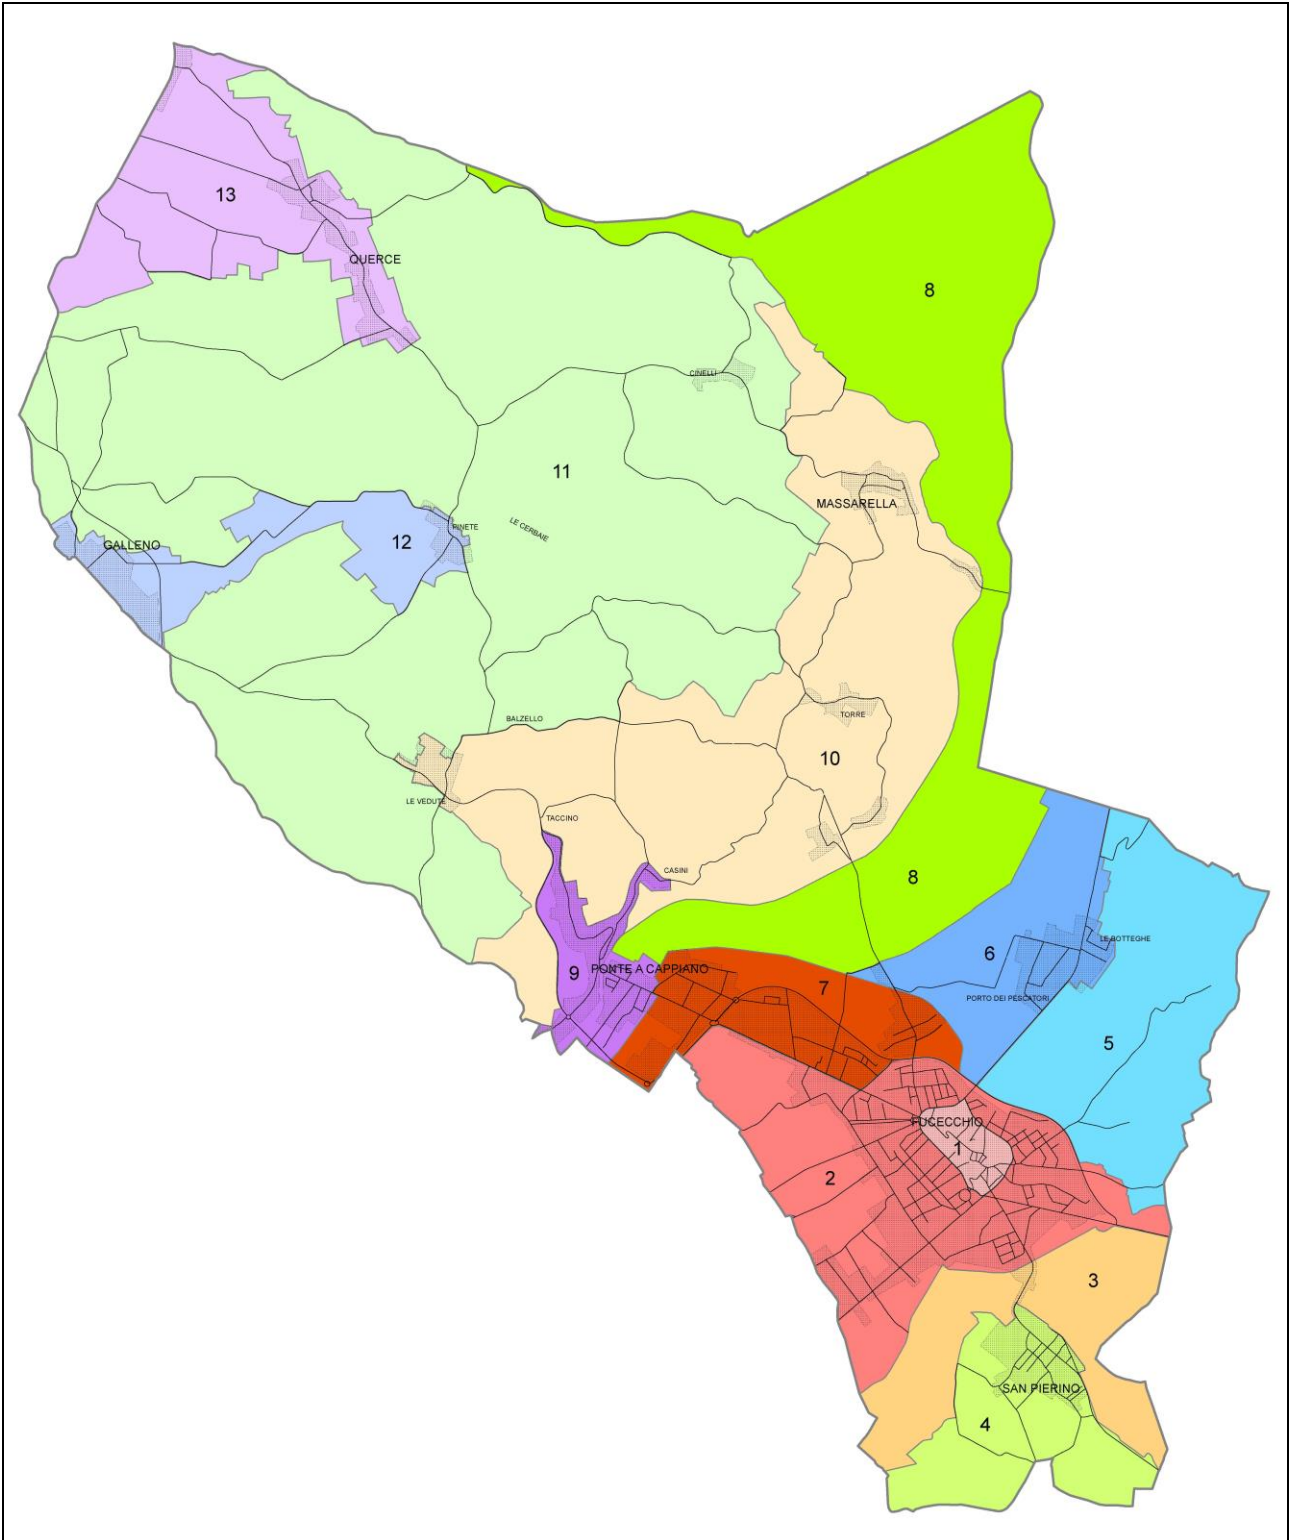 13
QUERCE
8
CINELLI
11
MASSARELLA
LE CERBAIE
PINETE
12
GALLENO
TORRE
BALZELLO
10
LE VEDUTE
TACCINO
CASINI
8
LE BOTTEGHE
6
9
PONTE A CAPPIANO
7
PORTO DEI PESCATORI
5
FUCECCHIO
1
2
3
SAN PIERINO
4